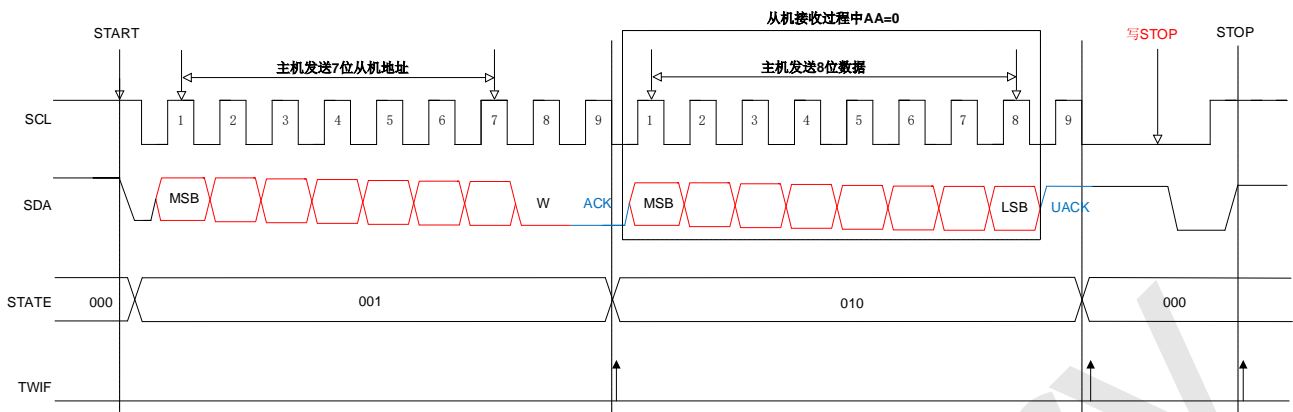 从机接收过程中AA=0
START
写STOP
STOP
主机发送7位从机地址
主机发送8位数据
SCL
1 2 3 4 5 6 7 8 9 1 2 3 4 5 6 7 8 9
SDA
MSB W ACK MSB LSB UACK
STATE 000 001 010 000
TWIF